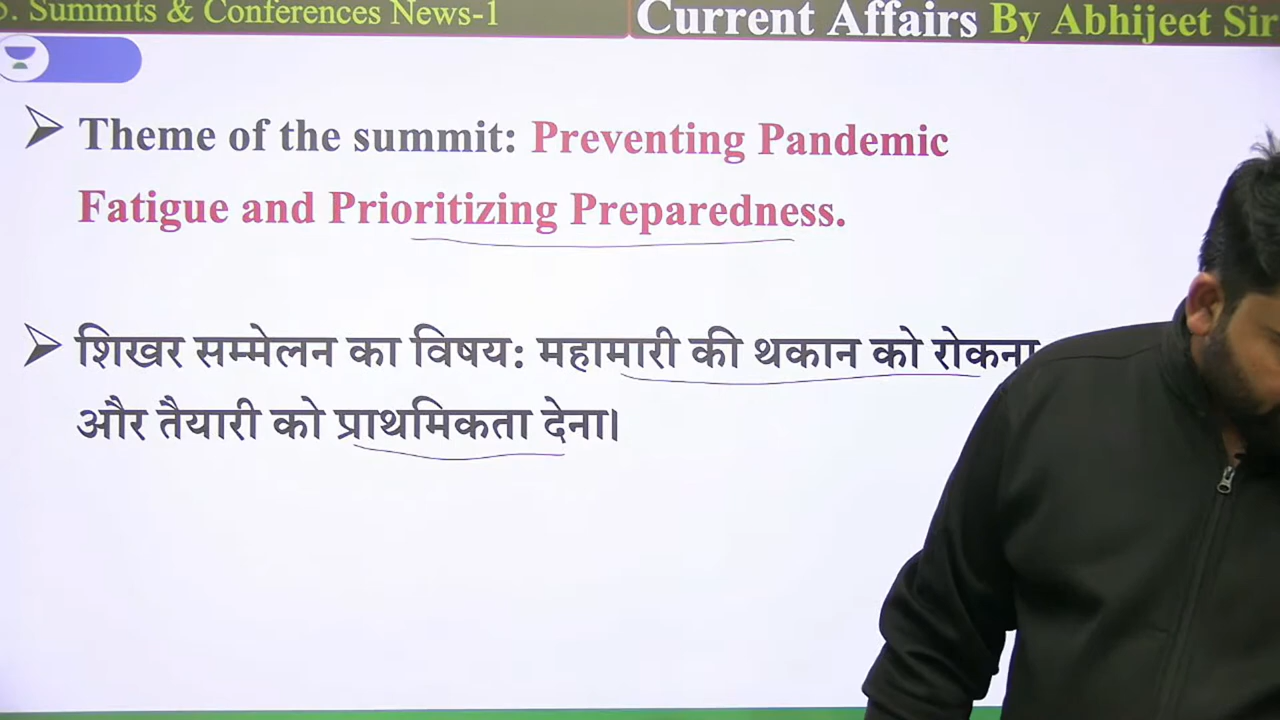 . Summits & Conferences News-1
Current Affairs By Abhijeet Sir
Theme of the summit: Preventing Pandemic
Fatigue and Prioritizing Preparedness.
शिखर सम्मेलन का विषय: महामारी की थकान को रोकना
और तैयारी को प्राथमिकता देना।